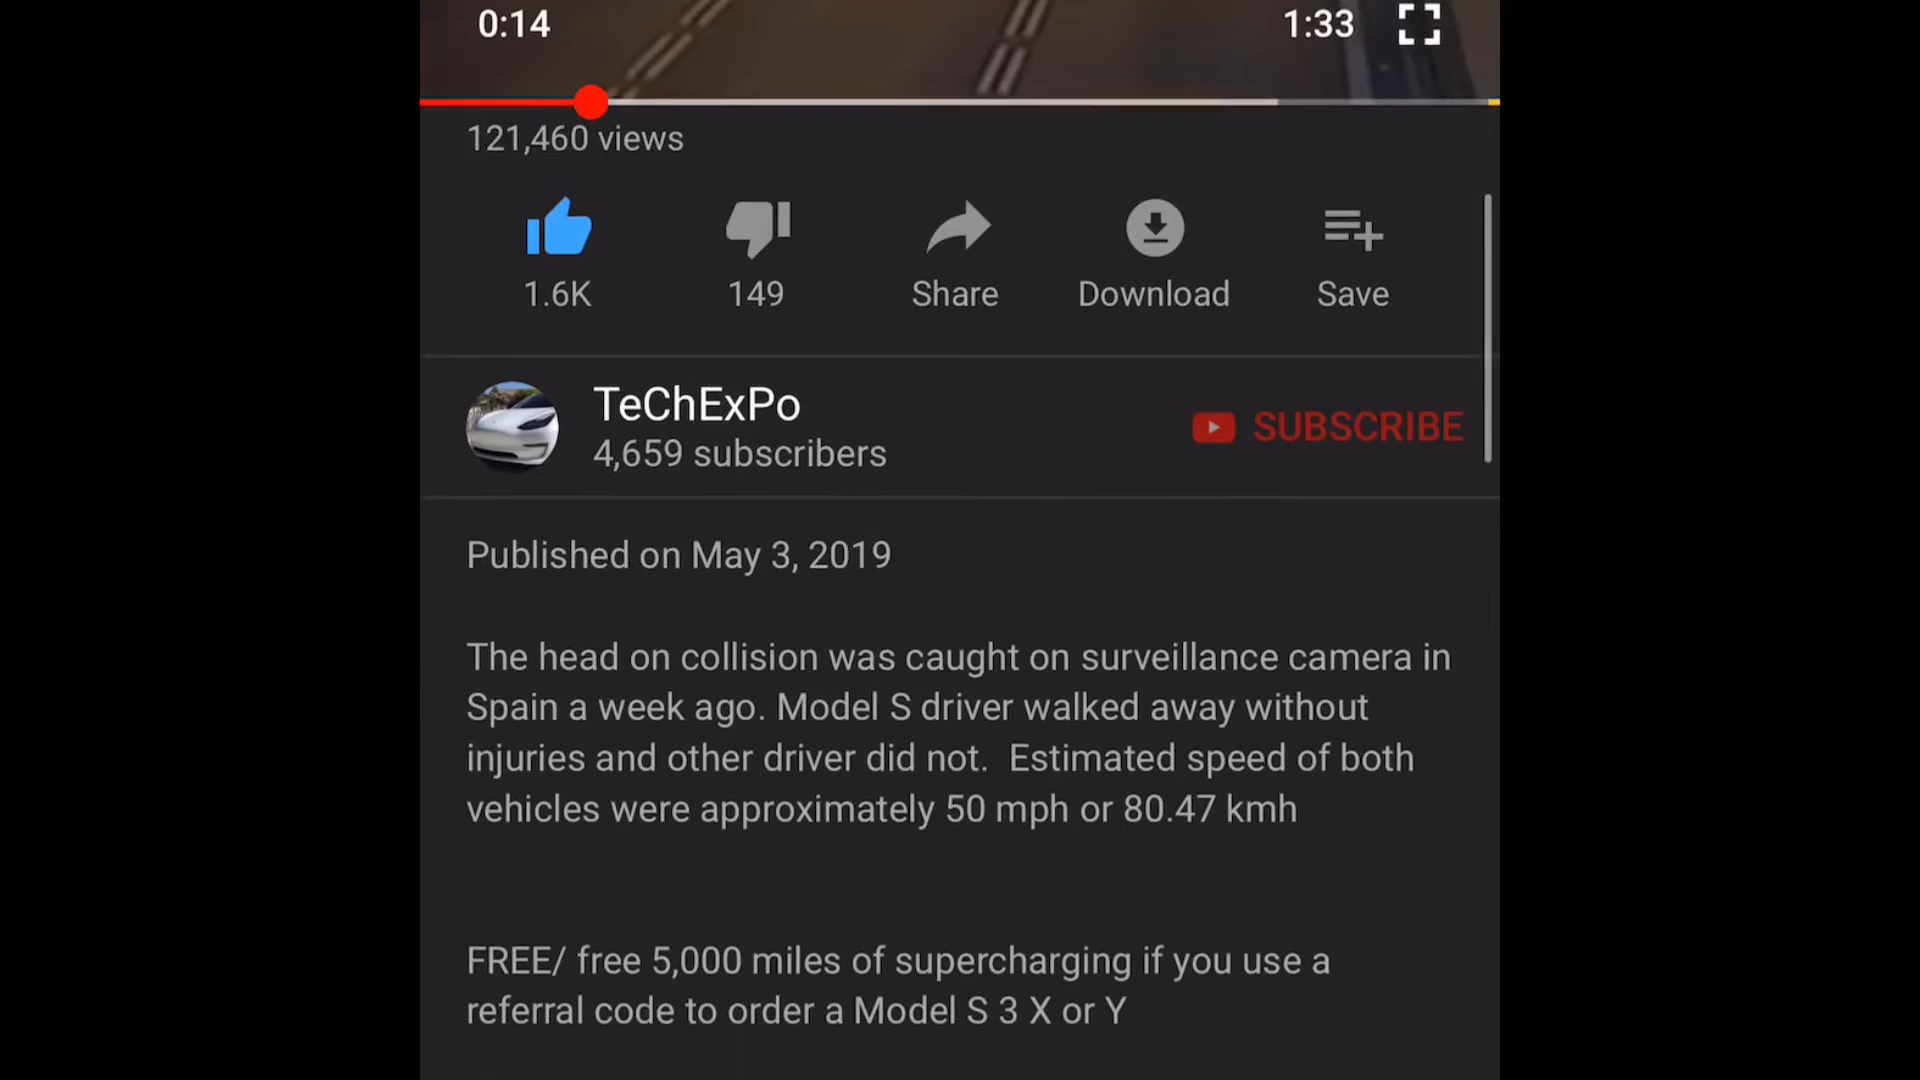 0:14 1:33
121,460 views
1.6K 149 Share Download Save
TeChExPo
4,659 subscribers
SUBSCRIBE
Published on May 3, 2019
The head on collision was caught on surveillance camera in
Spain a week ago. Model S driver walked away without
injuries and other driver did not.  Estimated speed of both
vehicles were approximately 50 mph or 80.47 kmh
FREE/ free 5,000 miles of supercharging if you use a
referral code to order a Model S 3 X or Y